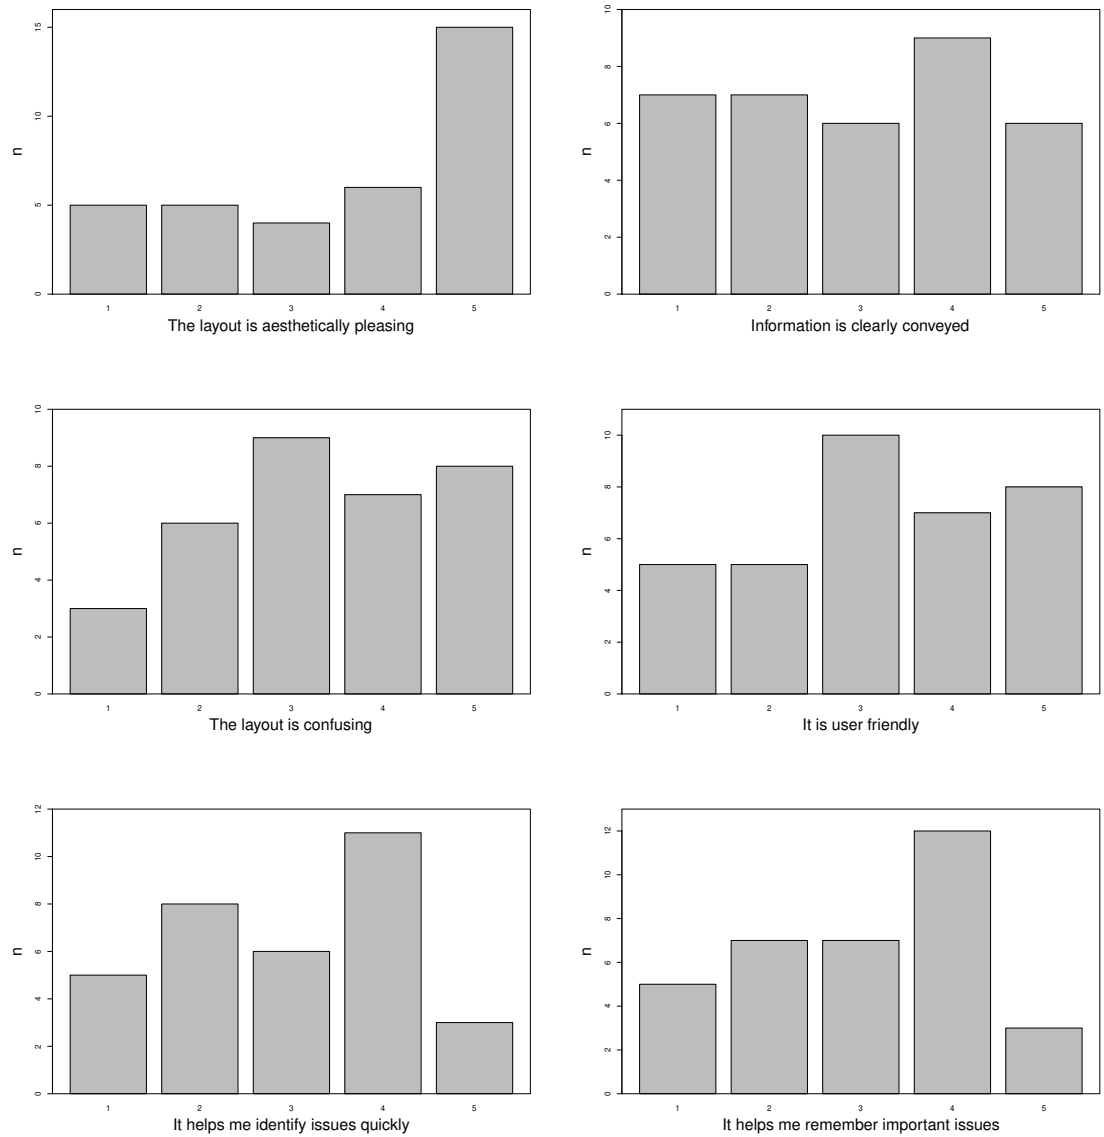 15
10
5
0
n
1 2 3 4 5
The layout is aesthetically pleasing
10
8
6
4
2
0
n
1 2 3 4 5
Information is clearly conveyed
10
8
6
4
2
0
n
1 2 3 4 5
The layout is confusing
10
8
6
4
2
0
n
1 2 3 4 5
It is user friendly
12
10
8
6
4
2
0
n
1 2 3 4 5
It helps me identify issues quickly
12
10
8
6
4
2
0
n
1 2 3 4 5
It helps me remember important issues